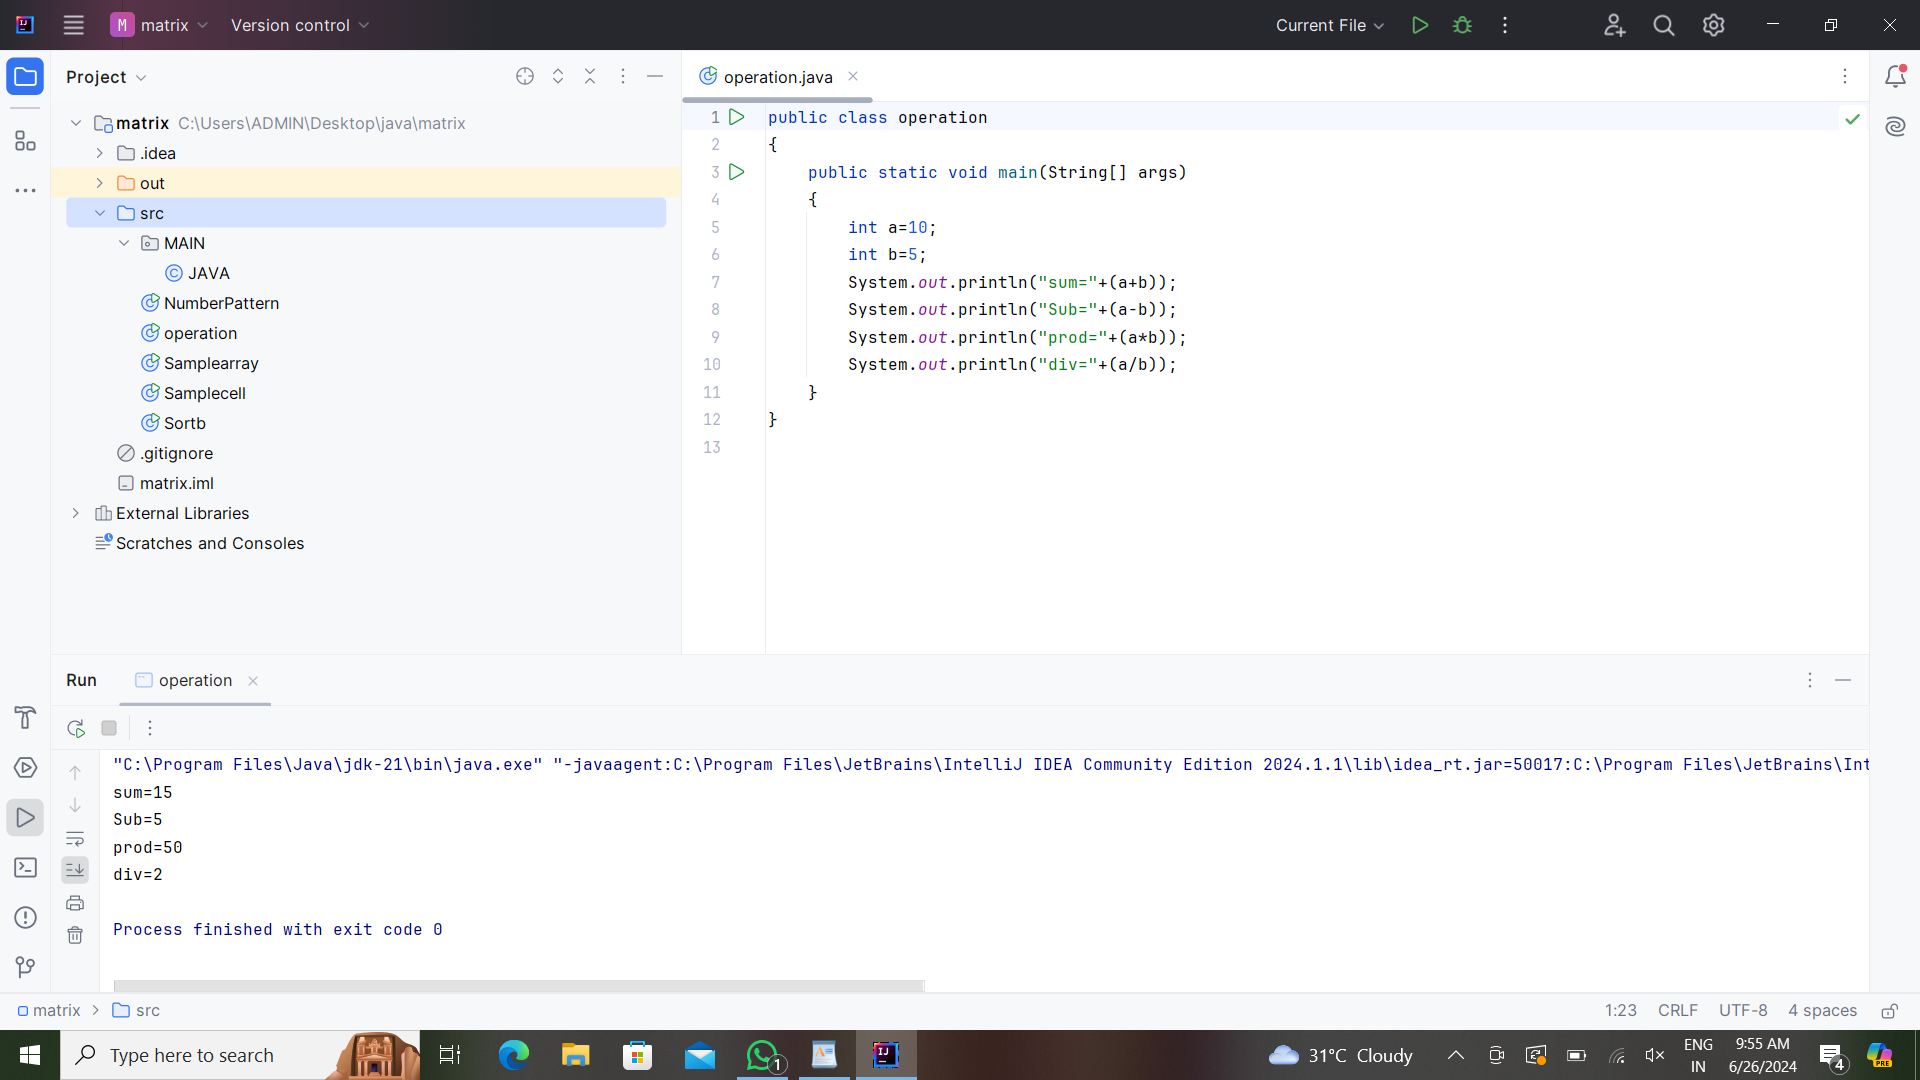 M matrix Version control Current File
Project
operation.java
matrix C:\Users\ADMIN\Desktop\java\matrix
.idea
out
src
MAIN
JAVA
NumberPattern
operation
Samplearray
Samplecell
Sortb
.gitignore
matrix.iml
External Libraries
Scratches and Consoles
1 public class operation
2 {
3 public static void main(String[] args)
4 {
5 int a=10;
6 int b=5;
7 System.out.println("sum="+(a+b));
8 System.out.println("Sub="+(a-b));
9 System.out.println("prod="+(a*b));
10 System.out.println("div="+(a/b));
11 }
12 }
13
Run operation
"C:\Program Files\Java\jdk-21\bin\java.exe" "-javaagent:C:\Program Files\JetBrains\IntelliJ IDEA Community Edition 2024.1.1\lib\idea_rt.jar=50017:C:\Program Files\JetBrains\Int
sum=15
Sub=5
prod=50
div=2
Process finished with exit code 0
matrix > src 1:23 CRLF UTF-8 4 spaces
Type here to search 1 IJ 31°C Cloudy ENG IN 9:55 AM 6/26/2024 4 PRE